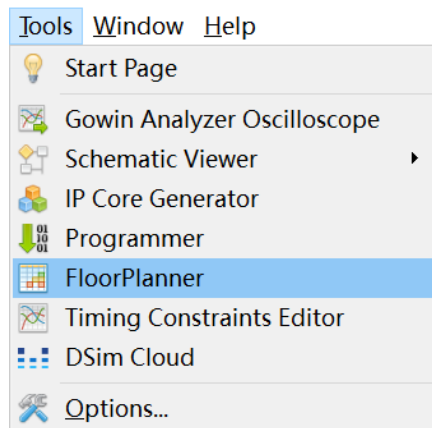 Tools Window Help
Start Page
Gowin Analyzer Oscilloscope
Schematic Viewer
IP Core Generator
Programmer
FloorPlanner
Timing Constraints Editor
DSim Cloud
Options...